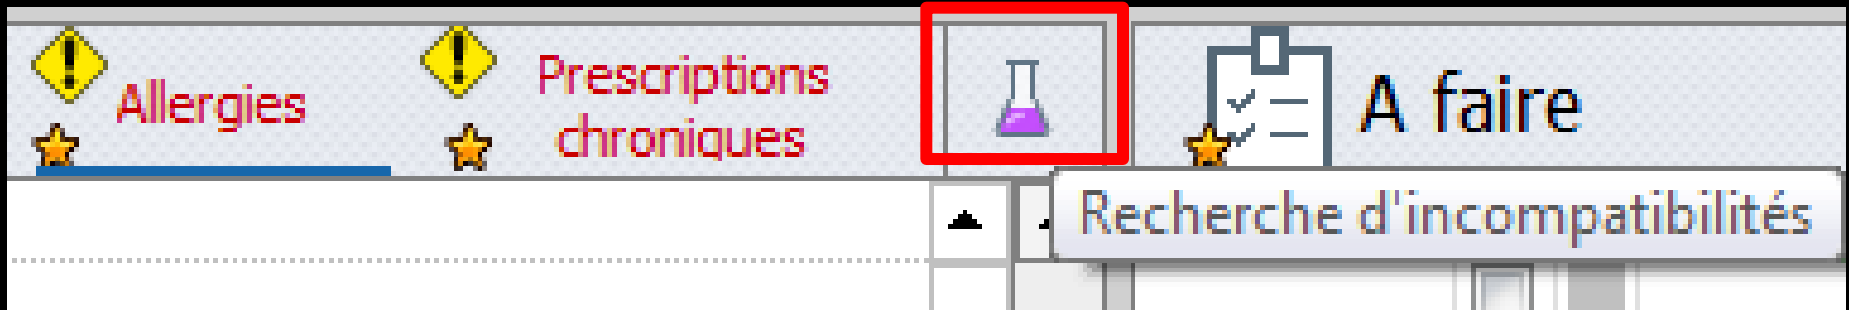 Allergies
Prescriptions
chroniques
A faire
Recherche d'incompatibilités